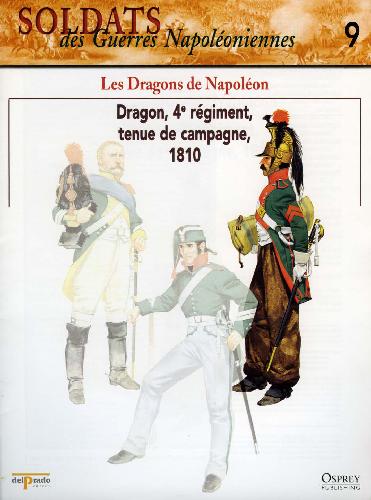 SOLDATS
des Guerres Napoléoniennes
9
Les Dragons de Napoléon
Dragon, 4e régiment,
tenue de campagne,
1810
delPrado
OSPREY
PUBLISHING